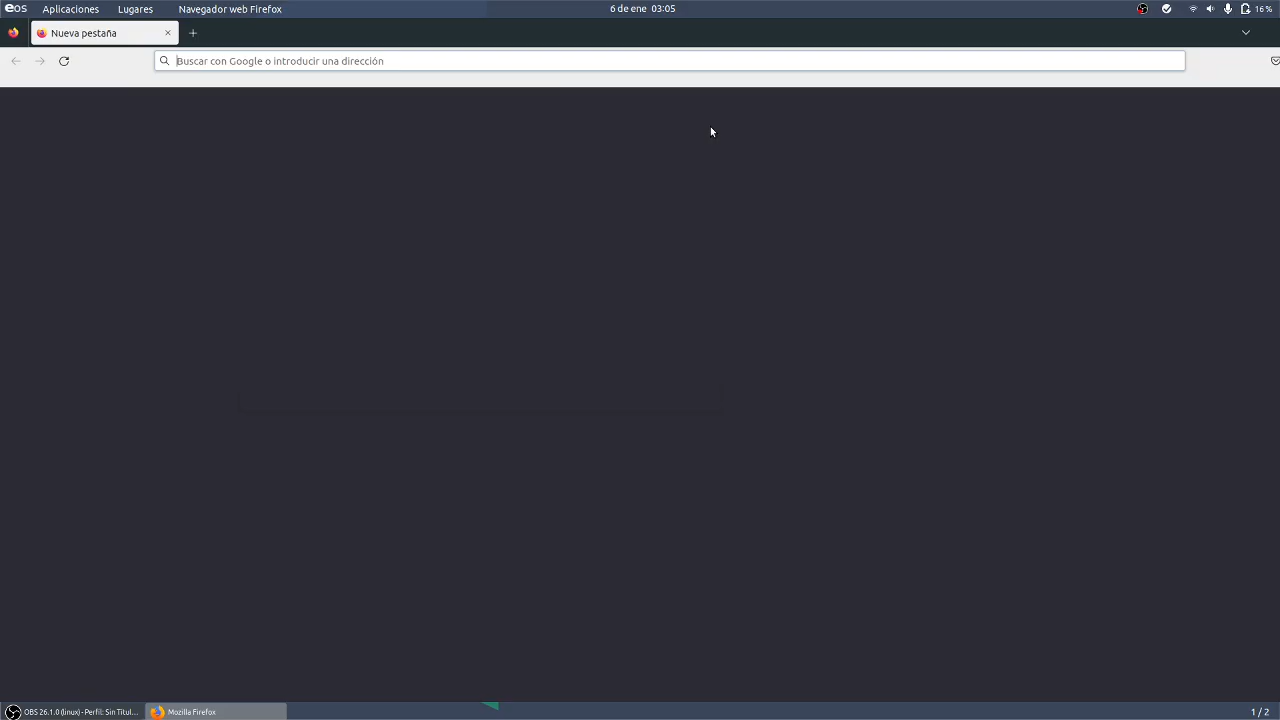 eos Aplicaciones Lugares Navegador web Firefox 6 de ene 03:05 16 %
Nueva pestaña
Buscar con Google o introducir una dirección
OBS 26.1.0 (linux) - Perfil: Sin Titul... Mozilla Firefox 1 / 2